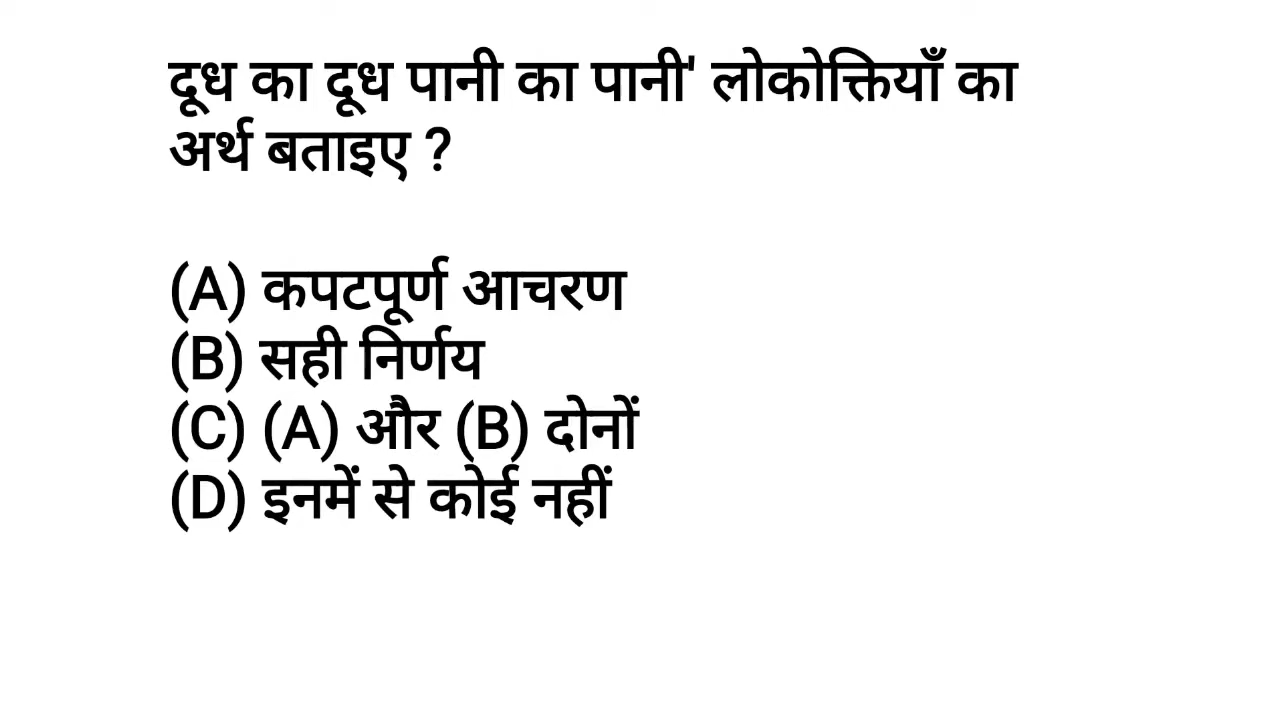 दूध का दूध पानी का पानी' लोकोक्तियाँ का
अर्थ बताइए ?
(A) कपटपूर्ण आचरण
(B) सही निर्णय
(C) (A) और (B) दोनों
(D) इनमें से कोई नहीं